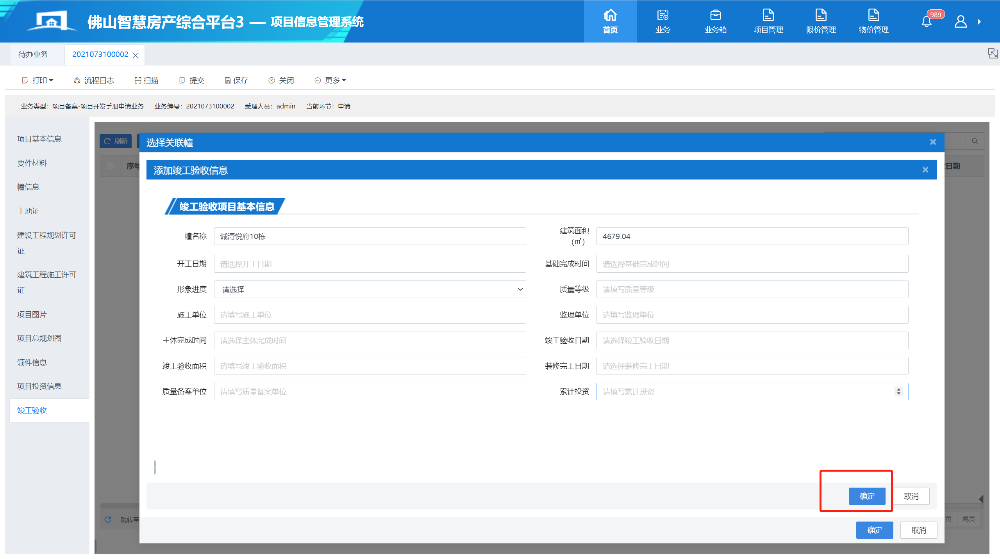 佛山智慧房产综合平台3 — 项目信息管理系统
首页
业务
业务箱
项目管理
限价管理
物价管理
989
待办业务
2021073100002
打印
流程日志
扫描
提交
保存
关闭
更多
业务类型：项目备案-项目开发手册申请业务 业务编号：2021073100002 受理人员：admin 当前环节：申请
项目基本信息
要件材料
幢信息
土地证
建设工程规划许可
证
建筑工程施工许可
证
项目图片
项目总规划图
领件信息
项目投资信息
竣工验收
刷新
序号
日期
选择关联幢
添加竣工验收信息
竣工验收项目基本信息
幢名称 诚湾悦府10栋
建筑面积
（㎡） 4679.04
开工日期 请选择开工日期
基础完成时间 请选择基础完成时间
形象进度 请选择
质量等级 请填写质量等级
施工单位 请填写施工单位
监理单位 请填写监理单位
主体完成时间 请选择主体完成时间
竣工验收日期 请选择竣工验收日期
竣工验收面积 请填写竣工验收面积
装修完工日期 请选择装修完工日期
质量备案单位 请填写质量备案单位
累计投资 请填写累计投资
确定 取消
跳转至
页 尾页
确定 取消